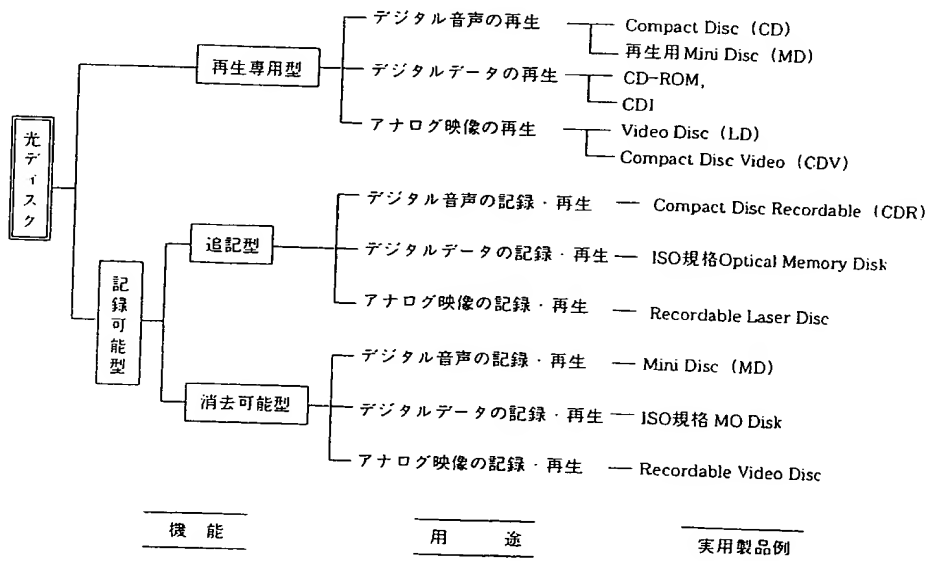 光ディスク
再生専用型
デジタル音声の再生
Compact Disc (CD)
再生用Mini Disc (MD)
デジタルデータの再生
CD-ROM,
CDI
アナログ映像の再生
Video Disc (LD)
Compact Disc Video (CDV)
記録可能型
追記型
デジタル音声の記録・再生
Compact Disc Recordable (CDR)
デジタルデータの記録・再生
ISO規格Optical Memory Disk
アナログ映像の記録・再生
Recordable Laser Disc
消去可能型
デジタル音声の記録・再生
Mini Disc (MD)
デジタルデータの記録・再生
ISO規格 MO Disk
アナログ映像の記録・再生
Recordable Video Disc
機能
用途
実用製品例